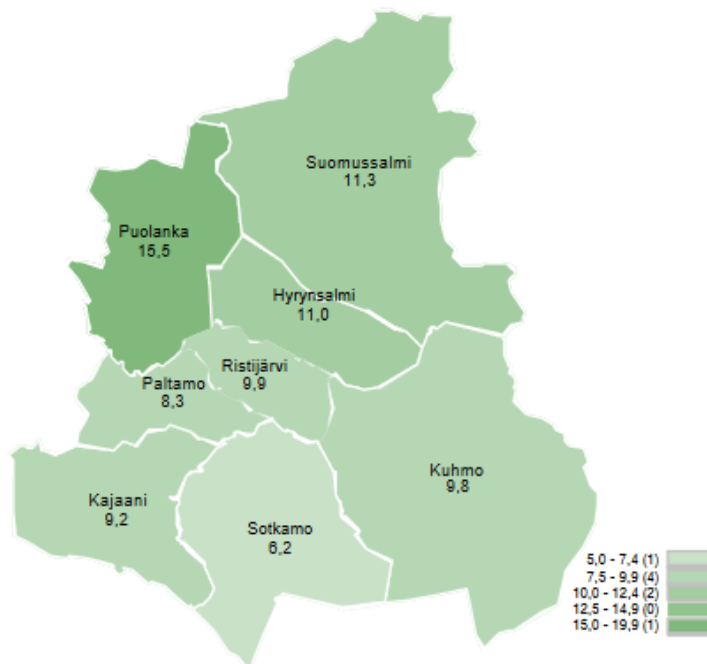 Suomussalmi
11,3
Puolanka
15,5
Hyrynsalmi
11,0
Ristijärvi
9,9
Paltamo
8,3
Kuhmo
9,8
Kajaani
9,2
Sotkamo
6,2
5,0 - 7,4 (1)
7,5 - 9,9 (4)
10,0 - 12,4 (2)
12,5 - 14,9 (0)
15,0 - 19,9 (1)